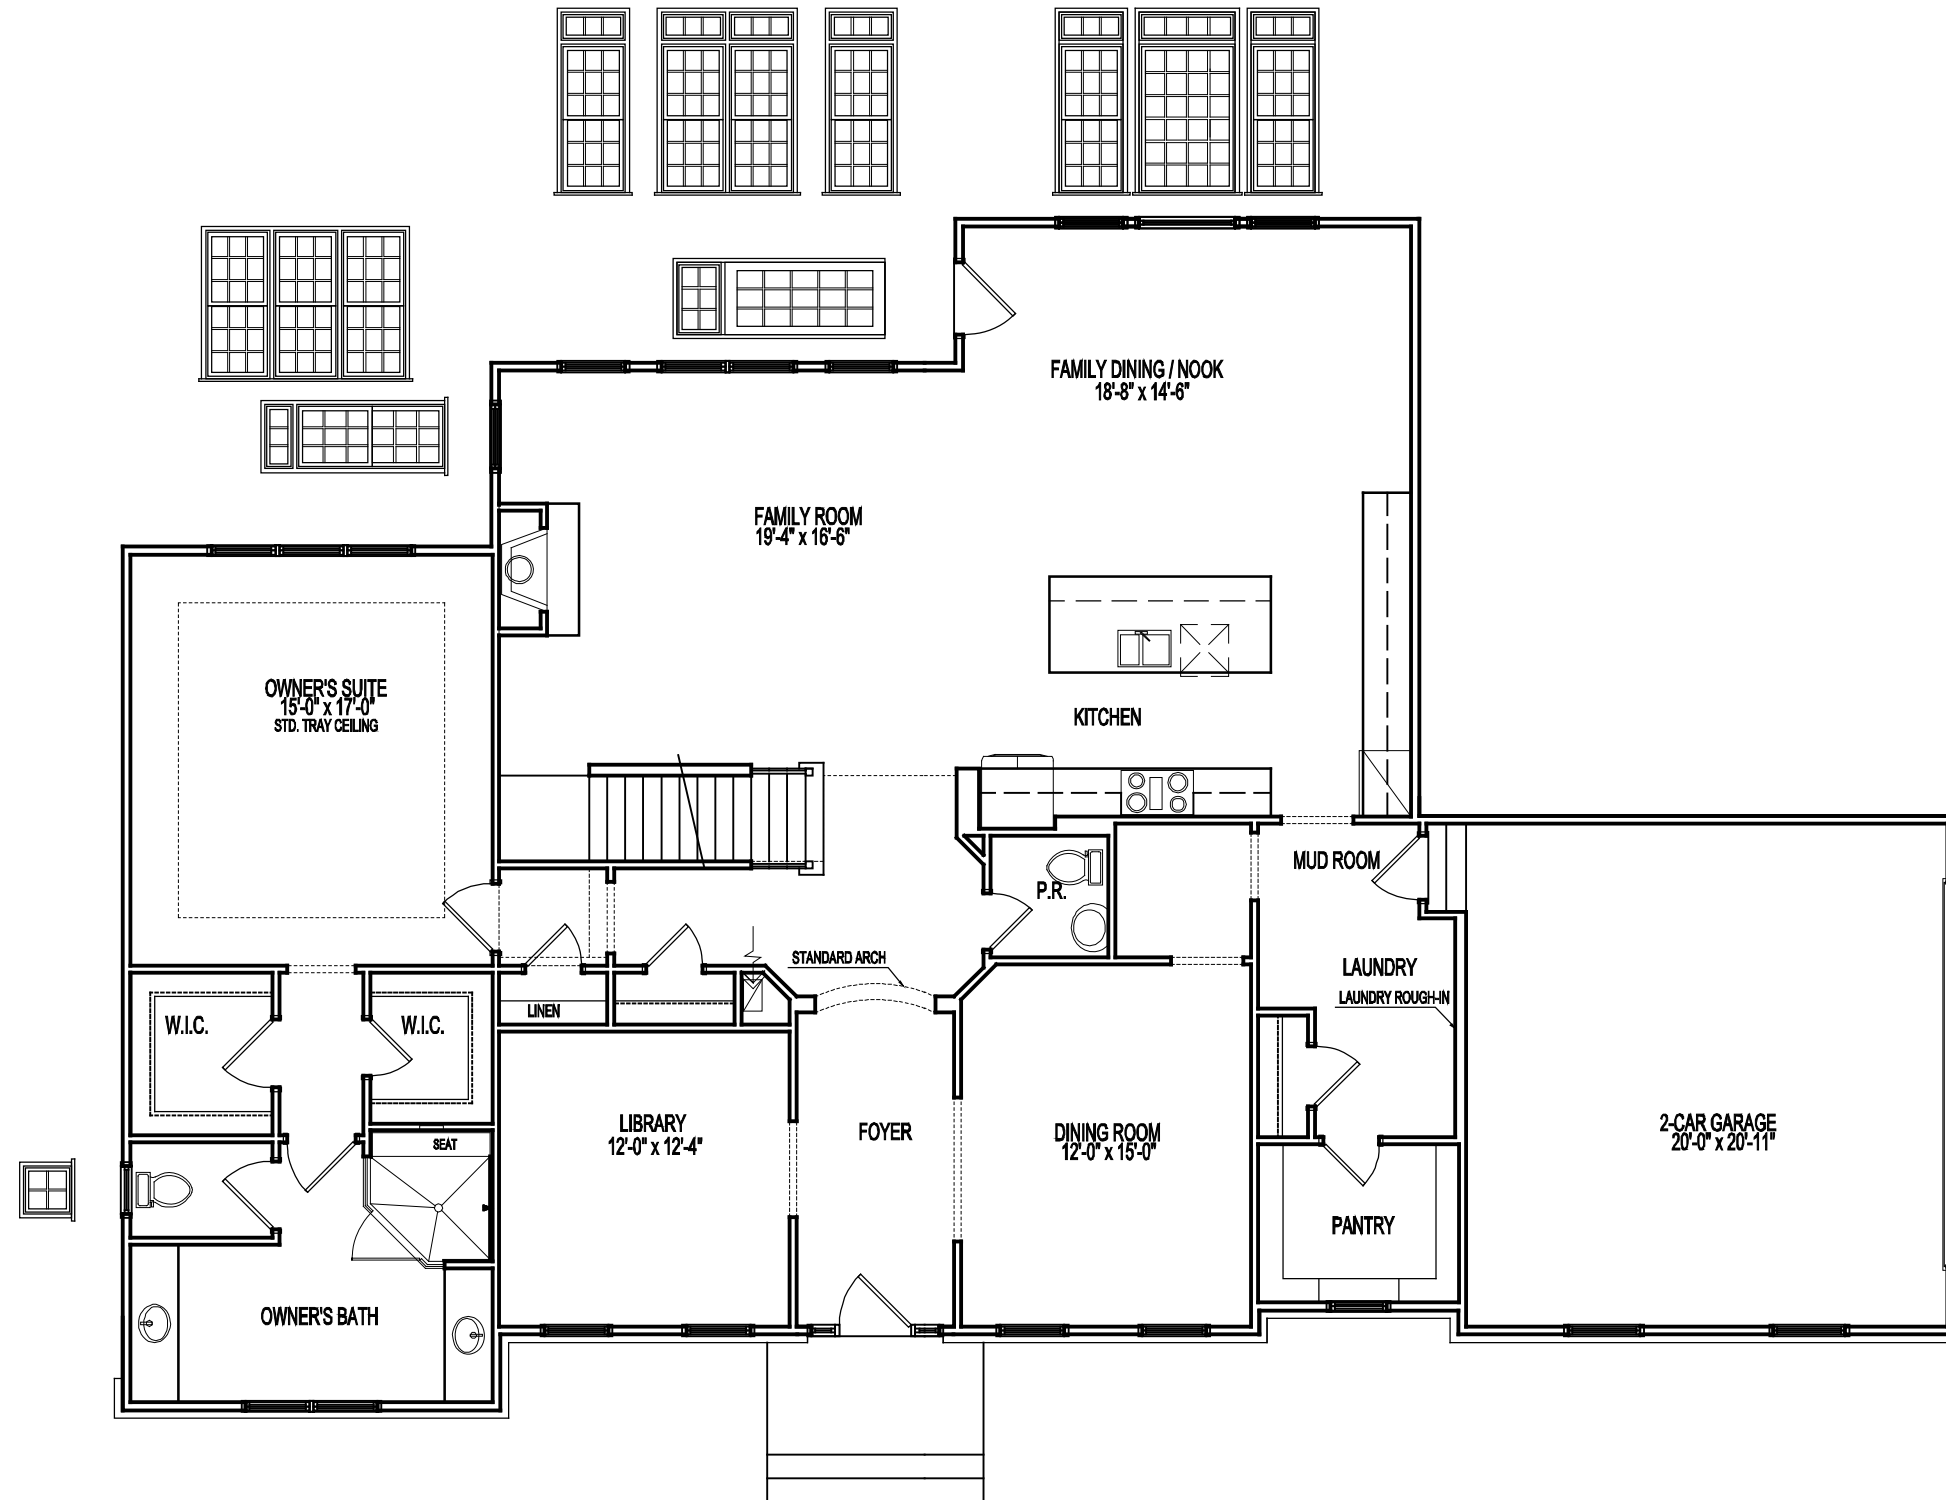 FAMILY DINING / NOOK
18'-8" x 14'-6"
FAMILY ROOM
19'-4" x 16'-6"
OWNER'S SUITE
15'-0" x 17'-0"
STD. TRAY CEILING
KITCHEN
MUD ROOM
P.R.
STANDARD ARCH
LAUNDRY
LAUNDRY ROUGH-IN
LINEN
W.I.C.
W.I.C.
LIBRARY
12'-0" x 12'-4"
FOYER
DINING ROOM
12'-0" x 15'-0"
2-CAR GARAGE
20'-0" x 20'-11"
SEAT
PANTRY
OWNER'S BATH